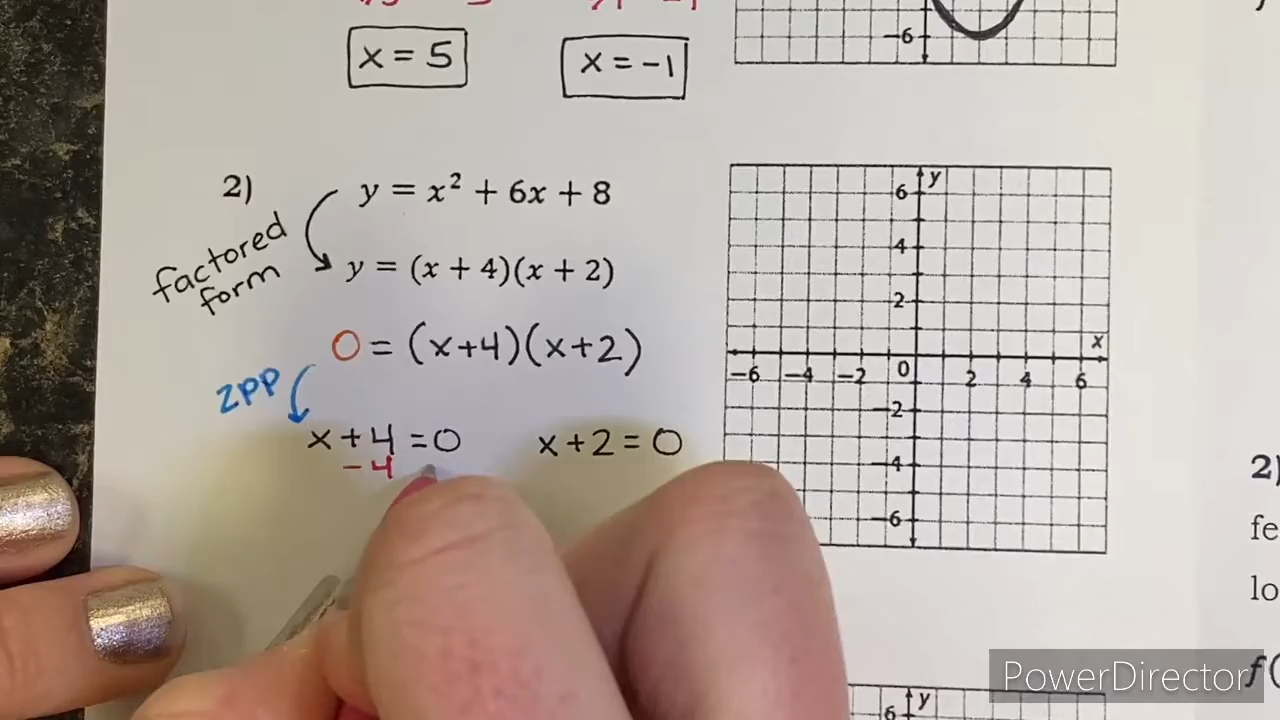 x = 5
x = -1
-6
2)
y = x² + 6x + 8
factored form
y = (x + 4)(x + 2)
0 = (x+4)(x+2)
ZPP
x + 4 = 0
x + 2 = 0
-4
y
6
4
2
x
-6 -4 -2 0 2 4 6
-2
-4
-6
2)
fe
lo
f(
6 y
PowerDirector